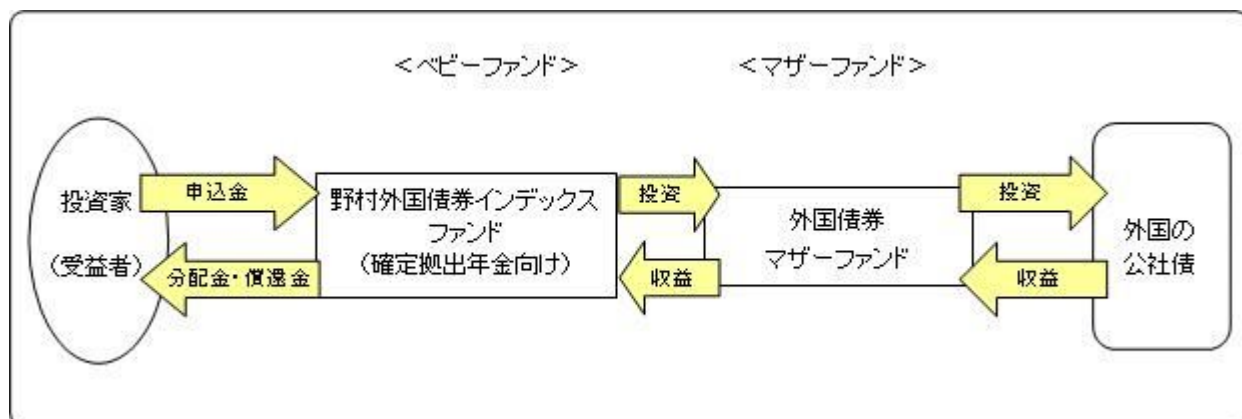 <ベビーファンド>
<マザーファンド>
投資家
(受益者)
申込金
分配金・償還金
野村外国債券インデックス
ファンド
(確定拠出年金向け)
投資
収益
外国債券
マザーファンド
投資
収益
外国の
公社債